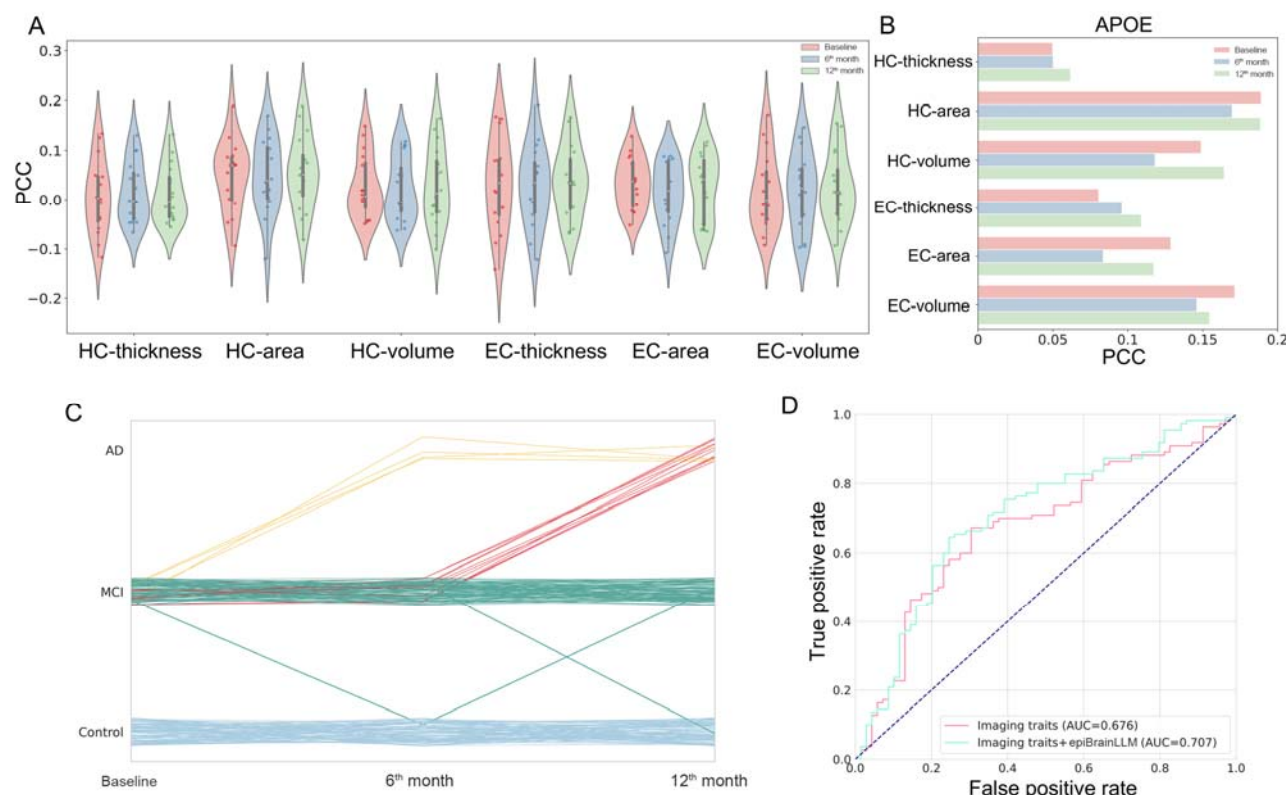 A
PCC
0.3
0.2
0.1
0.0
−0.1
−0.2
Baseline
6th month
12th month
HC-thickness HC-area HC-volume EC-thickness EC-area EC-volume
B
APOE
Baseline
6th month
12th month
HC-thickness
HC-area
HC-volume
EC-thickness
EC-area
EC-volume
0 0.05 0.1 0.15 0.2
PCC
C
AD
MCI
Control
Baseline 6th month 12th month
D
True positive rate
1.0
0.8
0.6
0.4
0.2
0.0
Imaging traits (AUC=0.676)
Imaging traits+epiBrainLLM (AUC=0.707)
0.0 0.2 0.4 0.6 0.8 1.0
False positive rate